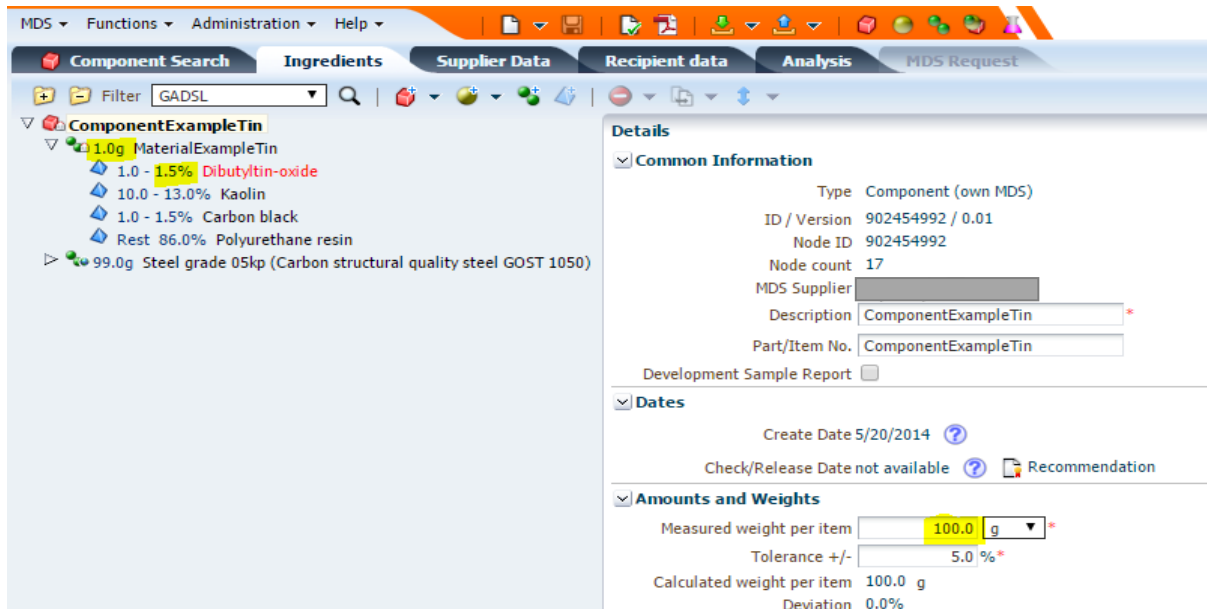 MDS Functions Administration Help
Component Search Ingredients Supplier Data Recipient data Analysis MDS Request
Filter GADSL
ComponentExampleTin
1.0g MaterialExampleTin
1.0 - 1.5% Dibutyltin-oxide
10.0 - 13.0% Kaolin
1.0 - 1.5% Carbon black
Rest 86.0% Polyurethane resin
99.0g Steel grade 05kp (Carbon structural quality steel GOST 1050)
Details
Common Information
Type Component (own MDS)
ID / Version 902454992 / 0.01
Node ID 902454992
Node count 17
MDS Supplier
Description ComponentExampleTin *
Part/Item No. ComponentExampleTin
Development Sample Report
Dates
Create Date 5/20/2014 ?
Check/Release Date not available ? Recommendation
Amounts and Weights
Measured weight per item 100.0 g *
Tolerance +/- 5.0 %*
Calculated weight per item 100.0 g
Deviation 0.0%